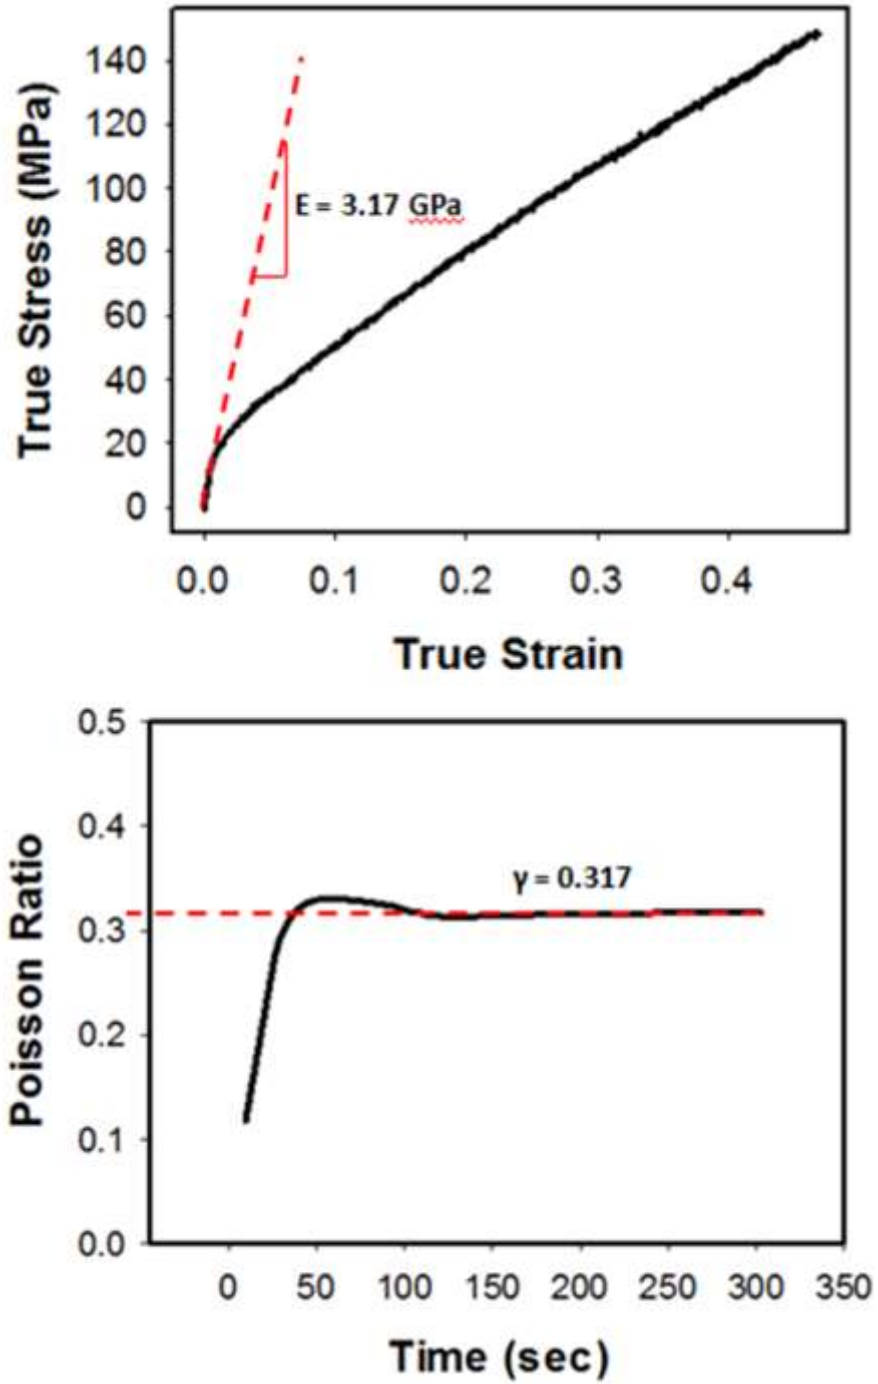 True Stress (MPa)
140
120
100
80
60
40
20
0
E = 3.17 GPa
0.0 0.1 0.2 0.3 0.4
True Strain
Poisson Ratio
0.5
0.4
0.3
0.2
0.1
0.0
γ = 0.317
0 50 100 150 200 250 300 350
Time (sec)